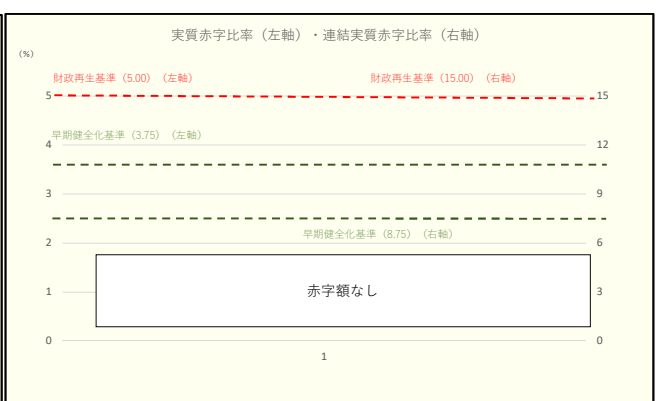 実質赤字比率（左軸）・連結実質赤字比率（右軸）
(%)
財政再生基準（5.00）（左軸） 財政再生基準（15.00）（右軸）
5 15
早期健全化基準（3.75）（左軸）
4 12
3 9
早期健全化基準（8.75）（右軸）
2 6
赤字額なし
1 3
0 0
1